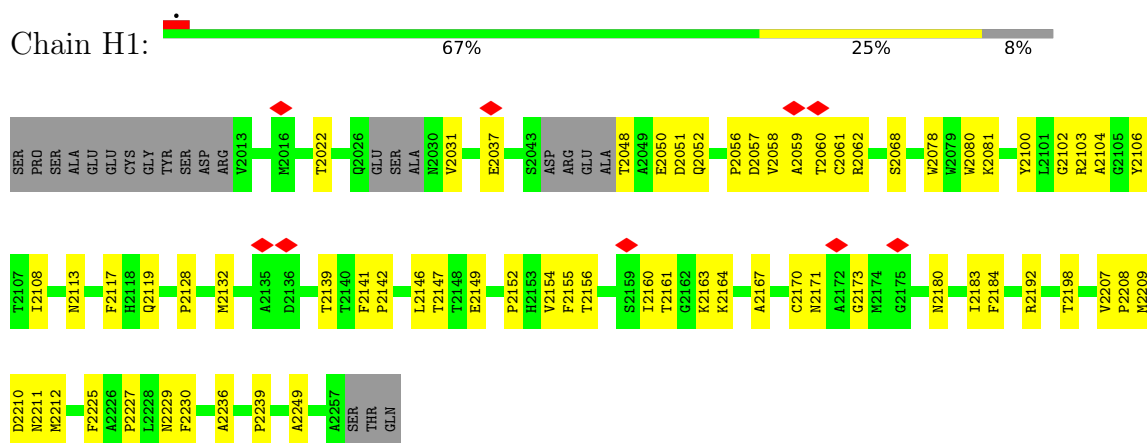 Chain H1:
67% 25% 8%
SER PRO SER ALA GLU GLU CYS GLY TYR SER ASP ARG V2013 M2016 T2022 Q2026 GLU SER ALA N2030 V2031 E2037 S2043 ASP ARG GLU ALA T2048 A2049 E2050 D2051 Q2052 P2056 D2057 V2058 A2059 T2060 C2061 R2062 S2068 W2078 W2079 W2080 K2081 Y2100 L2101 G2102 R2103 A2104 G2105 Y2106
T2107 I2108 N2113 F2117 H2118 Q2119 P2128 M2132 A2135 D2136 T2139 T2140 F2141 P2142 L2146 T2147 T2148 E2149 P2152 H2153 V2154 F2155 T2156 S2159 I2160 T2161 G2162 K2163 K2164 A2167 C2170 N2171 A2172 G2173 M2174 G2175 N2180 I2183 F2184 R2192 T2198 V2207 P2208 M2209
D2210 N2211 M2212 F2225 A2226 P2227 L2228 N2229 F2230 A2236 P2239 A2249 A2257 SER THR GLN